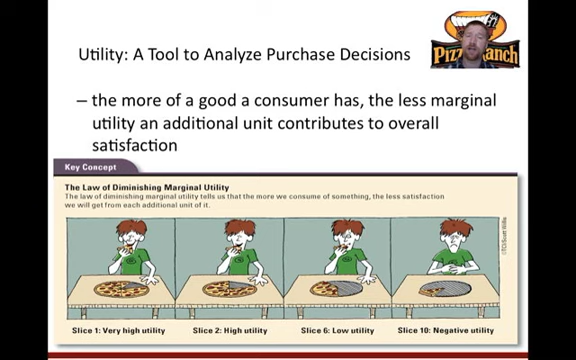 Pizza Ranch
Utility: A Tool to Analyze Purchase Decisions
– the more of a good a consumer has, the less marginal
utility an additional unit contributes to overall
satisfaction
Key Concept
The Law of Diminishing Marginal Utility
The law of diminishing marginal utility tells us that the more we consume of something, the less satisfaction
we will get from each additional unit of it.
Slice 1: Very high utility
Slice 2: High utility
Slice 6: Low utility
Slice 10: Negative utility